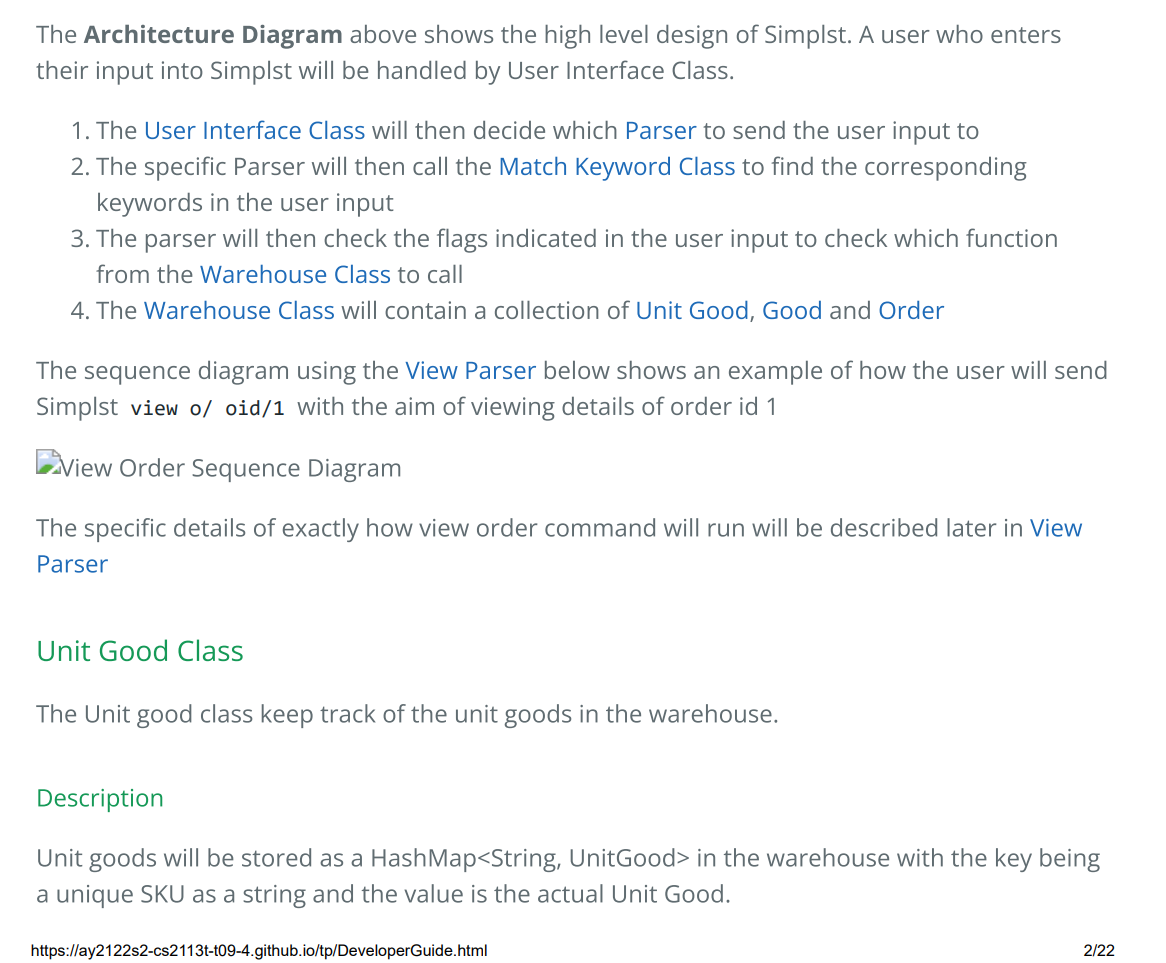 The Architecture Diagram above shows the high level design of Simplst. A user who enters
their input into Simplst will be handled by User Interface Class.
1. The User Interface Class will then decide which Parser to send the user input to
2. The specific Parser will then call the Match Keyword Class to find the corresponding
keywords in the user input
3. The parser will then check the flags indicated in the user input to check which function
from the Warehouse Class to call
4. The Warehouse Class will contain a collection of Unit Good, Good and Order
The sequence diagram using the View Parser below shows an example of how the user will send
Simplst view o/ oid/1 with the aim of viewing details of order id 1
View Order Sequence Diagram
The specific details of exactly how view order command will run will be described later in View
Parser
Unit Good Class
The Unit good class keep track of the unit goods in the warehouse.
Description
Unit goods will be stored as a HashMap<String, UnitGood> in the warehouse with the key being
a unique SKU as a string and the value is the actual Unit Good.
https://ay2122s2-cs2113t-t09-4.github.io/tp/DeveloperGuide.html 2/22